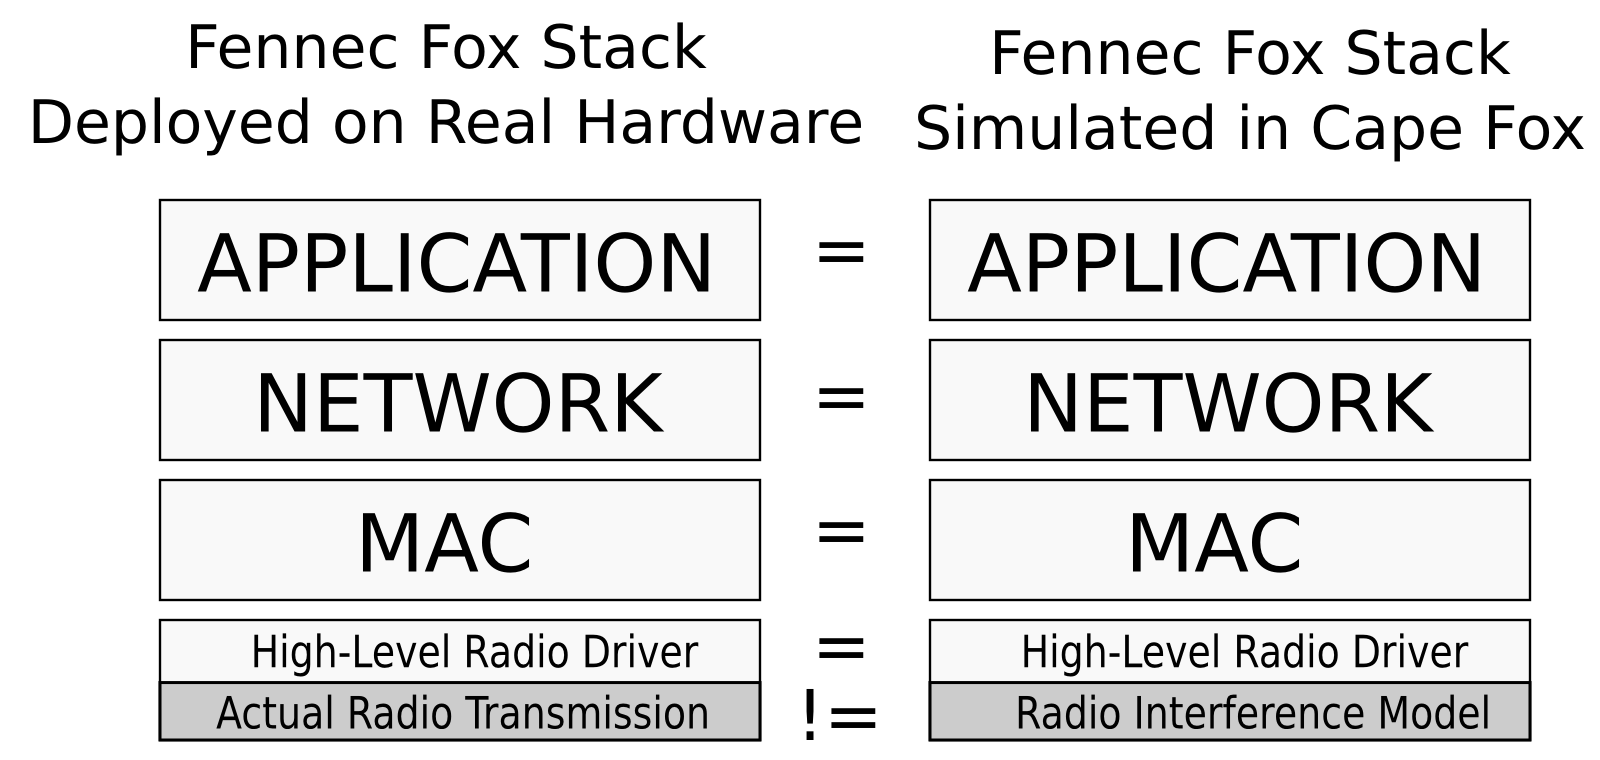 Fennec Fox Stack
Deployed on Real Hardware
Fennec Fox Stack
Simulated in Cape Fox
APPLICATION = APPLICATION
NETWORK = NETWORK
MAC = MAC
High-Level Radio Driver = High-Level Radio Driver
Actual Radio Transmission != Radio Interference Model